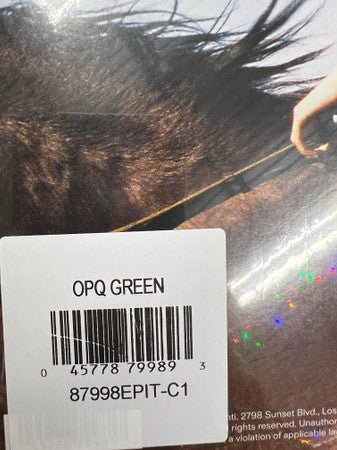 OPQ GREEN
0 45778 79989 3
87998EPIT-C1
nti. 2798 Sunset Blvd., Los
l rights reserved. Unauthor
a violation of applicable la